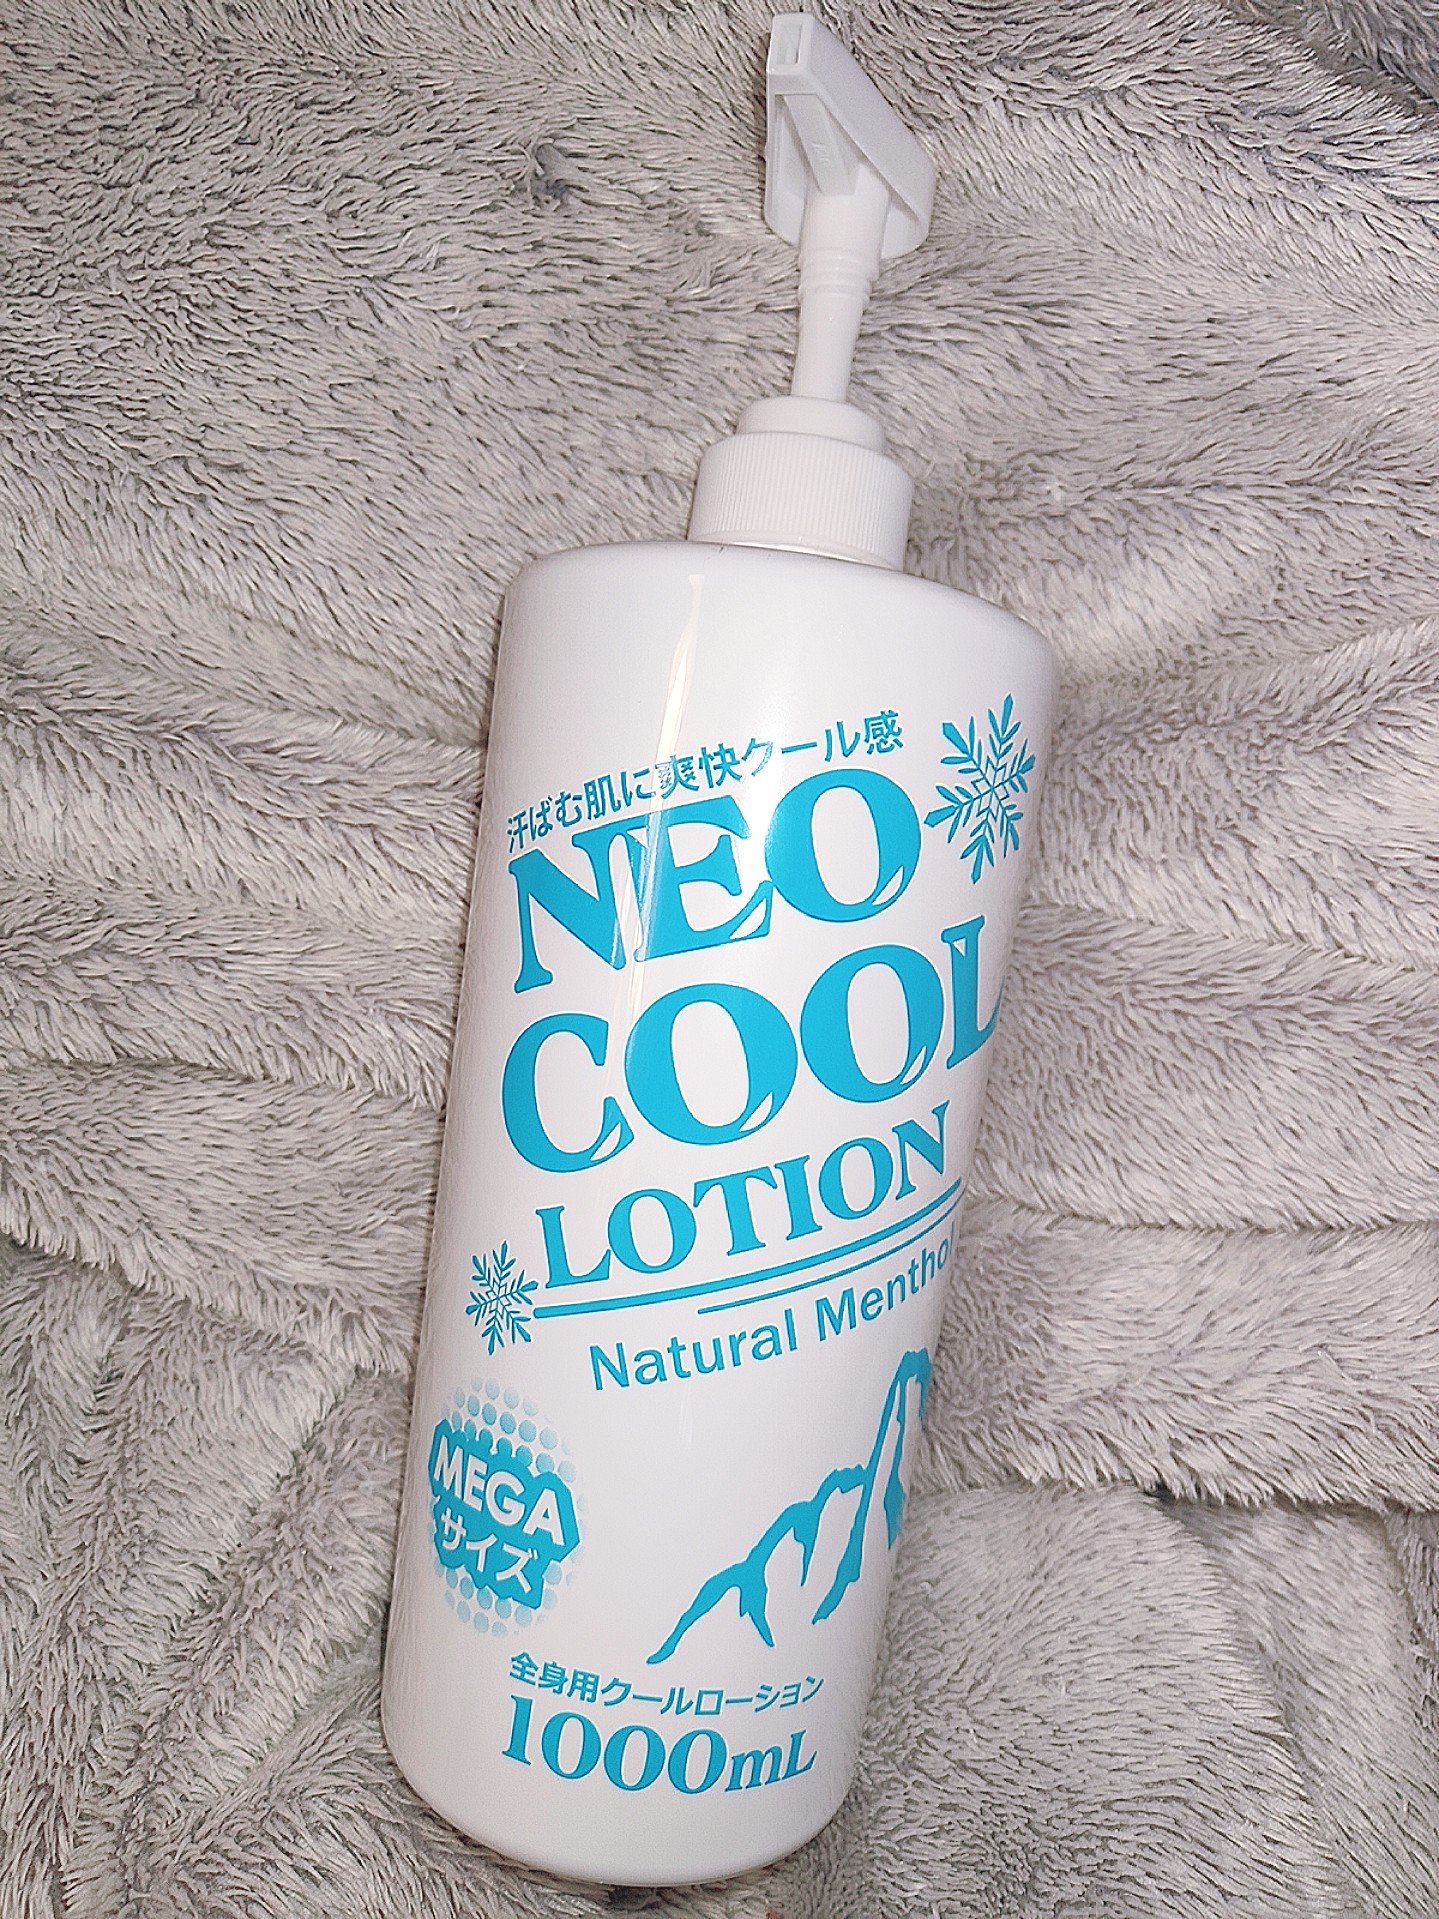 汗ばむ肌に爽快クール感
NEO
COOL
LOTION
Natural Menthol
MEGA
サイズ
全身用クールローション
1000mL